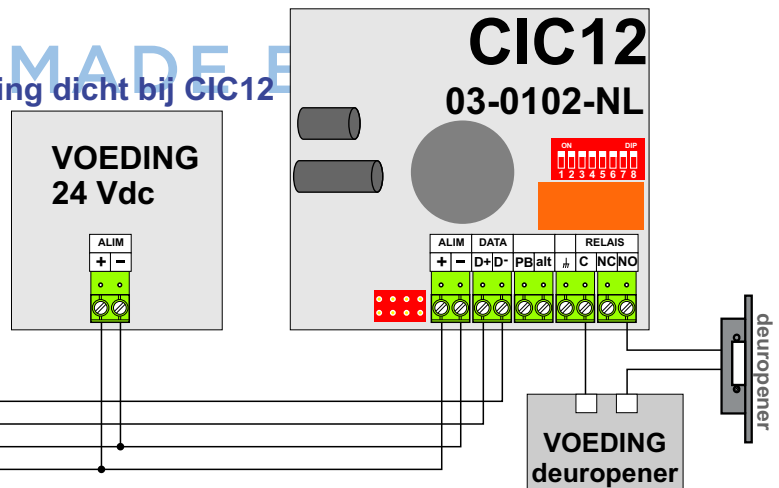 MADE
ing dicht bij CIC12
CIC12
03-0102-NL
VOEDING
24 Vdc
ON DIP
1 2 3 4 5 6 7 8
ALIM
+ −
ALIM DATA RELAIS
+ − D+ D- PB alt C NC NO
deuropener
VOEDING
deuropener